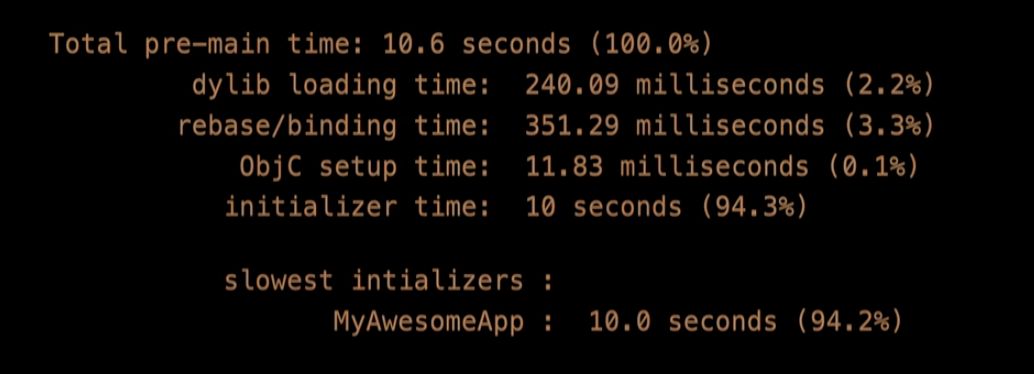 Total pre-main time: 10.6 seconds (100.0%)
dylib loading time: 240.09 milliseconds (2.2%)
rebase/binding time: 351.29 milliseconds (3.3%)
ObjC setup time: 11.83 milliseconds (0.1%)
initializer time: 10 seconds (94.3%)
slowest intializers :
MyAwesomeApp : 10.0 seconds (94.2%)